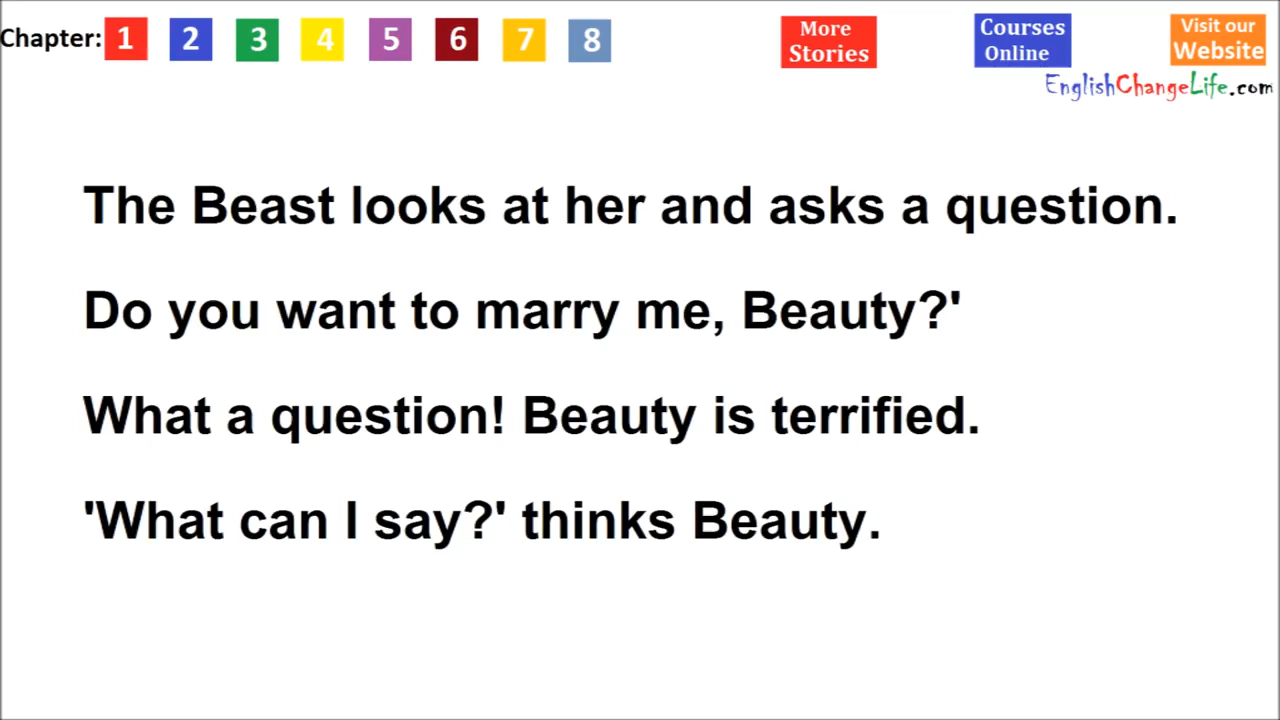 Chapter: 1 2 3 4 5 6 7 8
More Stories
Courses Online
Visit our Website
EnglishChangeLife.com
The Beast looks at her and asks a question.
Do you want to marry me, Beauty?'
What a question! Beauty is terrified.
'What can I say?' thinks Beauty.